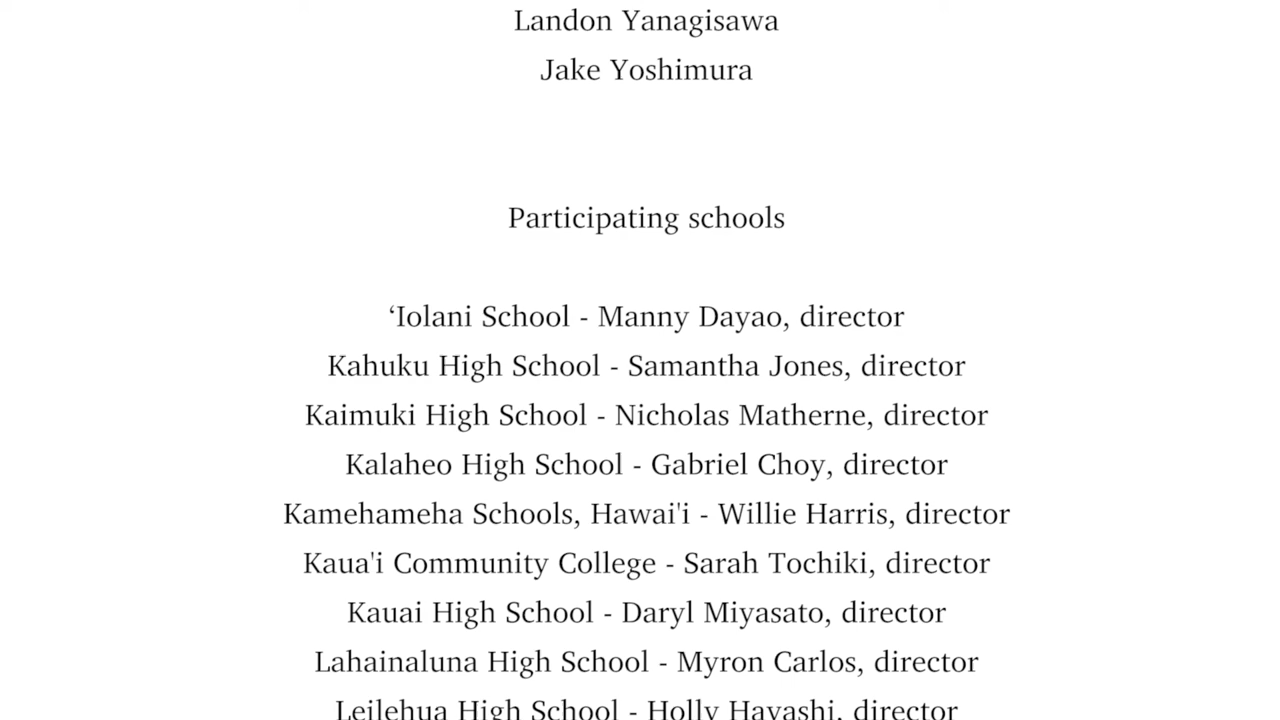 Landon Yanagisawa
Jake Yoshimura
Participating schools
‘Iolani School - Manny Dayao, director
Kahuku High School - Samantha Jones, director
Kaimuki High School - Nicholas Matherne, director
Kalaheo High School - Gabriel Choy, director
Kamehameha Schools, Hawai'i - Willie Harris, director
Kaua'i Community College - Sarah Tochiki, director
Kauai High School - Daryl Miyasato, director
Lahainaluna High School - Myron Carlos, director
Leilehua High School - Holly Hayashi, director